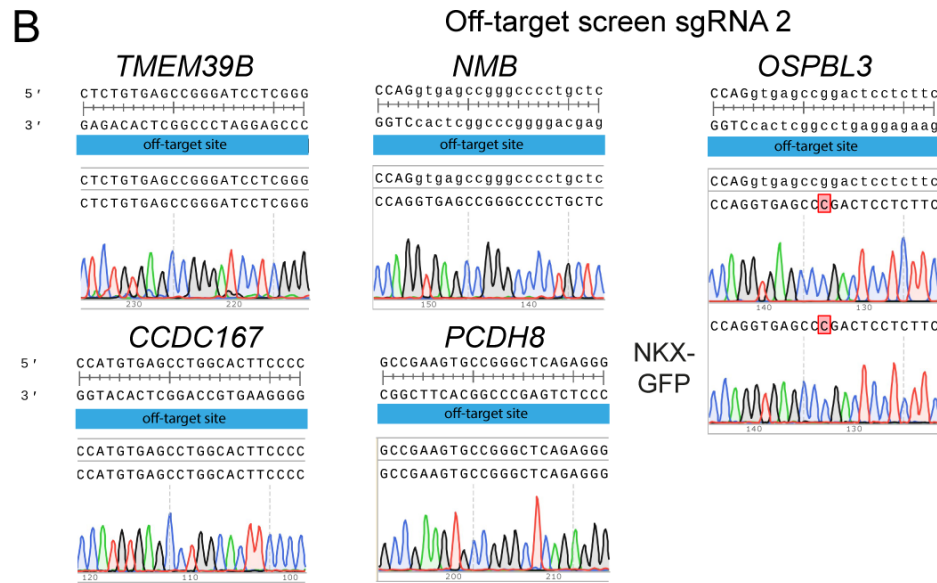 B
Off-target screen sgRNA 2
TMEM39B
5 ′
CTCTGTGAGCCGGGATCCTCGGG
3 ′
GAGACACTCGGCCCTAGGAGCCC
off-target site
CTCTGTGAGCCGGGATCCTCGGG
CTCTGTGAGCCGGGATCCTCGGG
230
220
NMB
CCAGgtgagccgggcccctgctc
GGTCcactcggcccggggacgag
off-target site
CCAGgtgagccgggcccctgctc
CCAGGTGAGCCGGGCCCCTGCTC
150
140
OSPBL3
CCAGgtgagccggactcctcttc
GGTCcactcggcctgaggagaag
off-target site
CCAGgtgagccggactcctcttc
CCAGGTGAGCCCGACTCCTCTTC
140
130
CCAGGTGAGCCCGACTCCTCTTC
NKX-
GFP
140
130
CCDC167
5 ′
CCATGTGAGCCTGGCACTTCCCC
3 ′
GGTACACTCGGACCGTGAAGGGG
off-target site
CCATGTGAGCCTGGCACTTCCCC
CCATGTGAGCCTGGCACTTCCCC
120
110
100
PCDH8
GCCGAAGTGCCGGGCTCAGAGGG
CGGCTTCACGGCCCGAGTCTCCC
off-target site
GCCGAAGTGCCGGGCTCAGAGGG
GCCGAAGTGCCGGGCTCAGAGGG
200
210